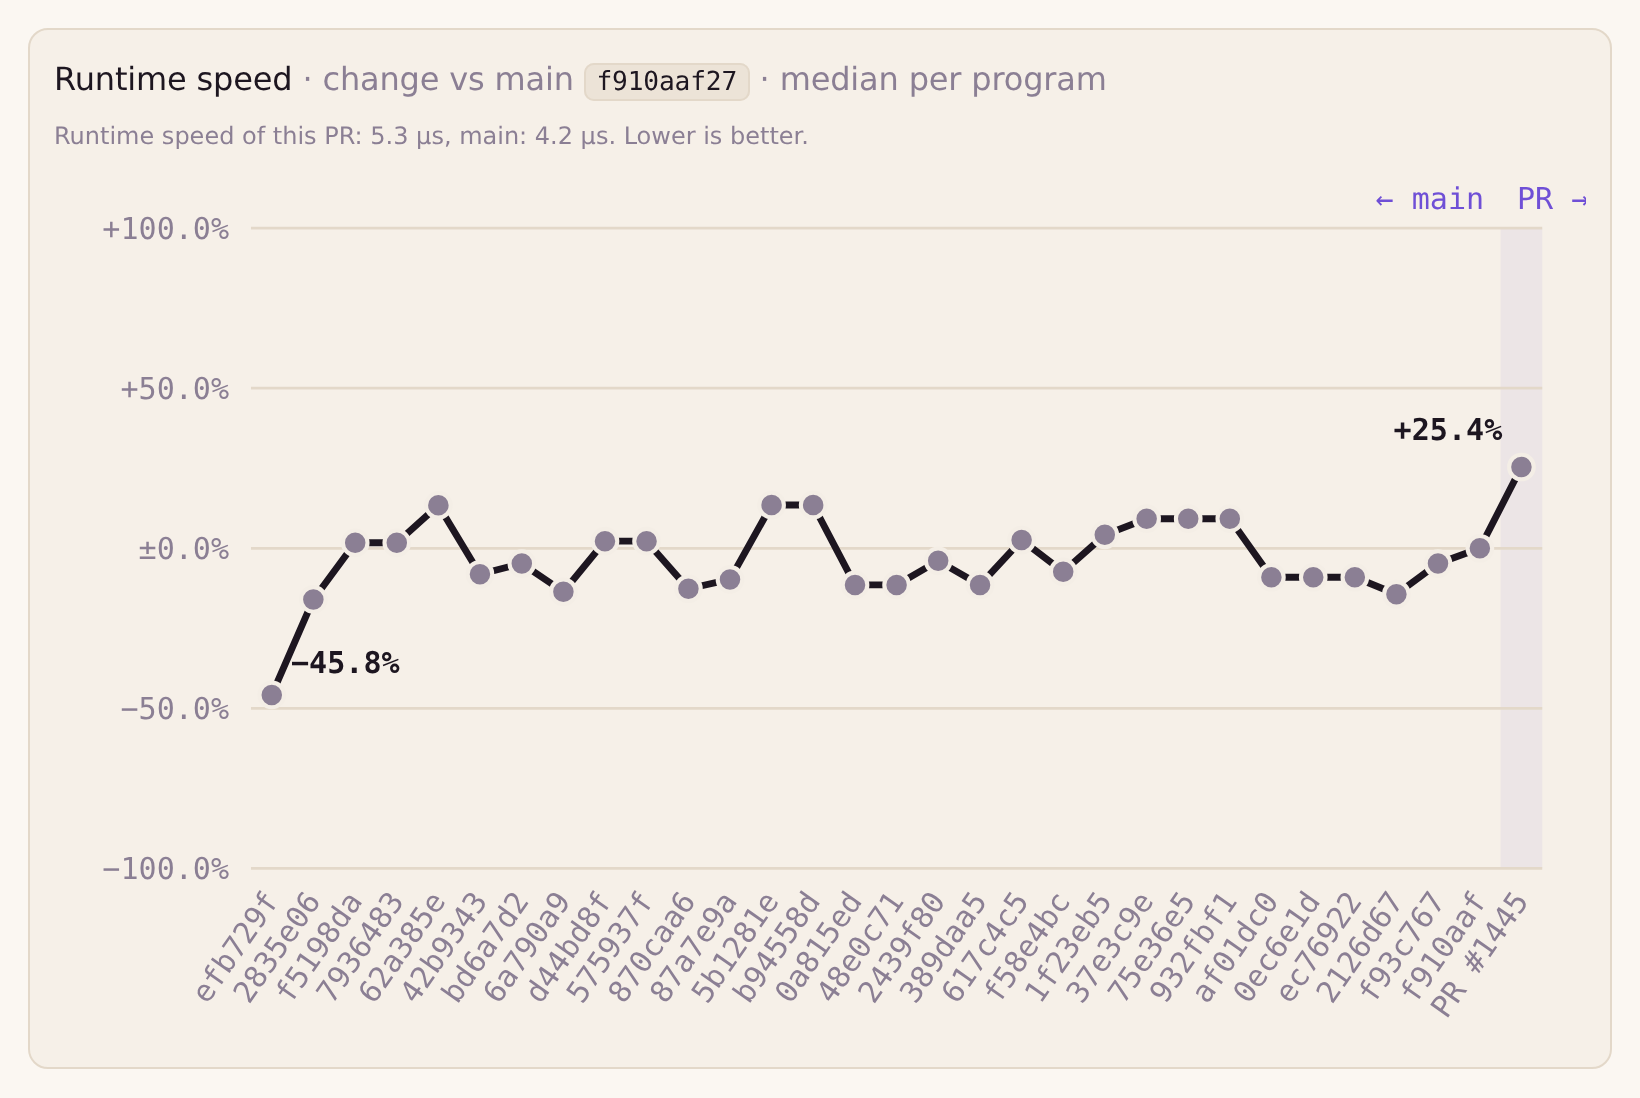 Runtime speed · change vs main f910aaf27 · median per program
Runtime speed of this PR: 5.3 µs, main: 4.2 µs. Lower is better.
← main PR →
+100.0%
+50.0%
+25.4%
±0.0%
−45.8%
−50.0%
−100.0%
efb729f
2835e06
f5198da
7936483
62a385e
42b9343
bd6a7d2
6a790a9
d44bd8f
575937f
870caa6
87a7e9a
5b1281e
b94558d
0a815ed
48e0c71
2439f80
389daa5
617c4c5
f58e4bc
1f23eb5
37e3c9e
75e36e5
932fbf1
af01dc0
0ec6e1d
ec76922
2126d67
f93c767
f910aaf
PR #1445